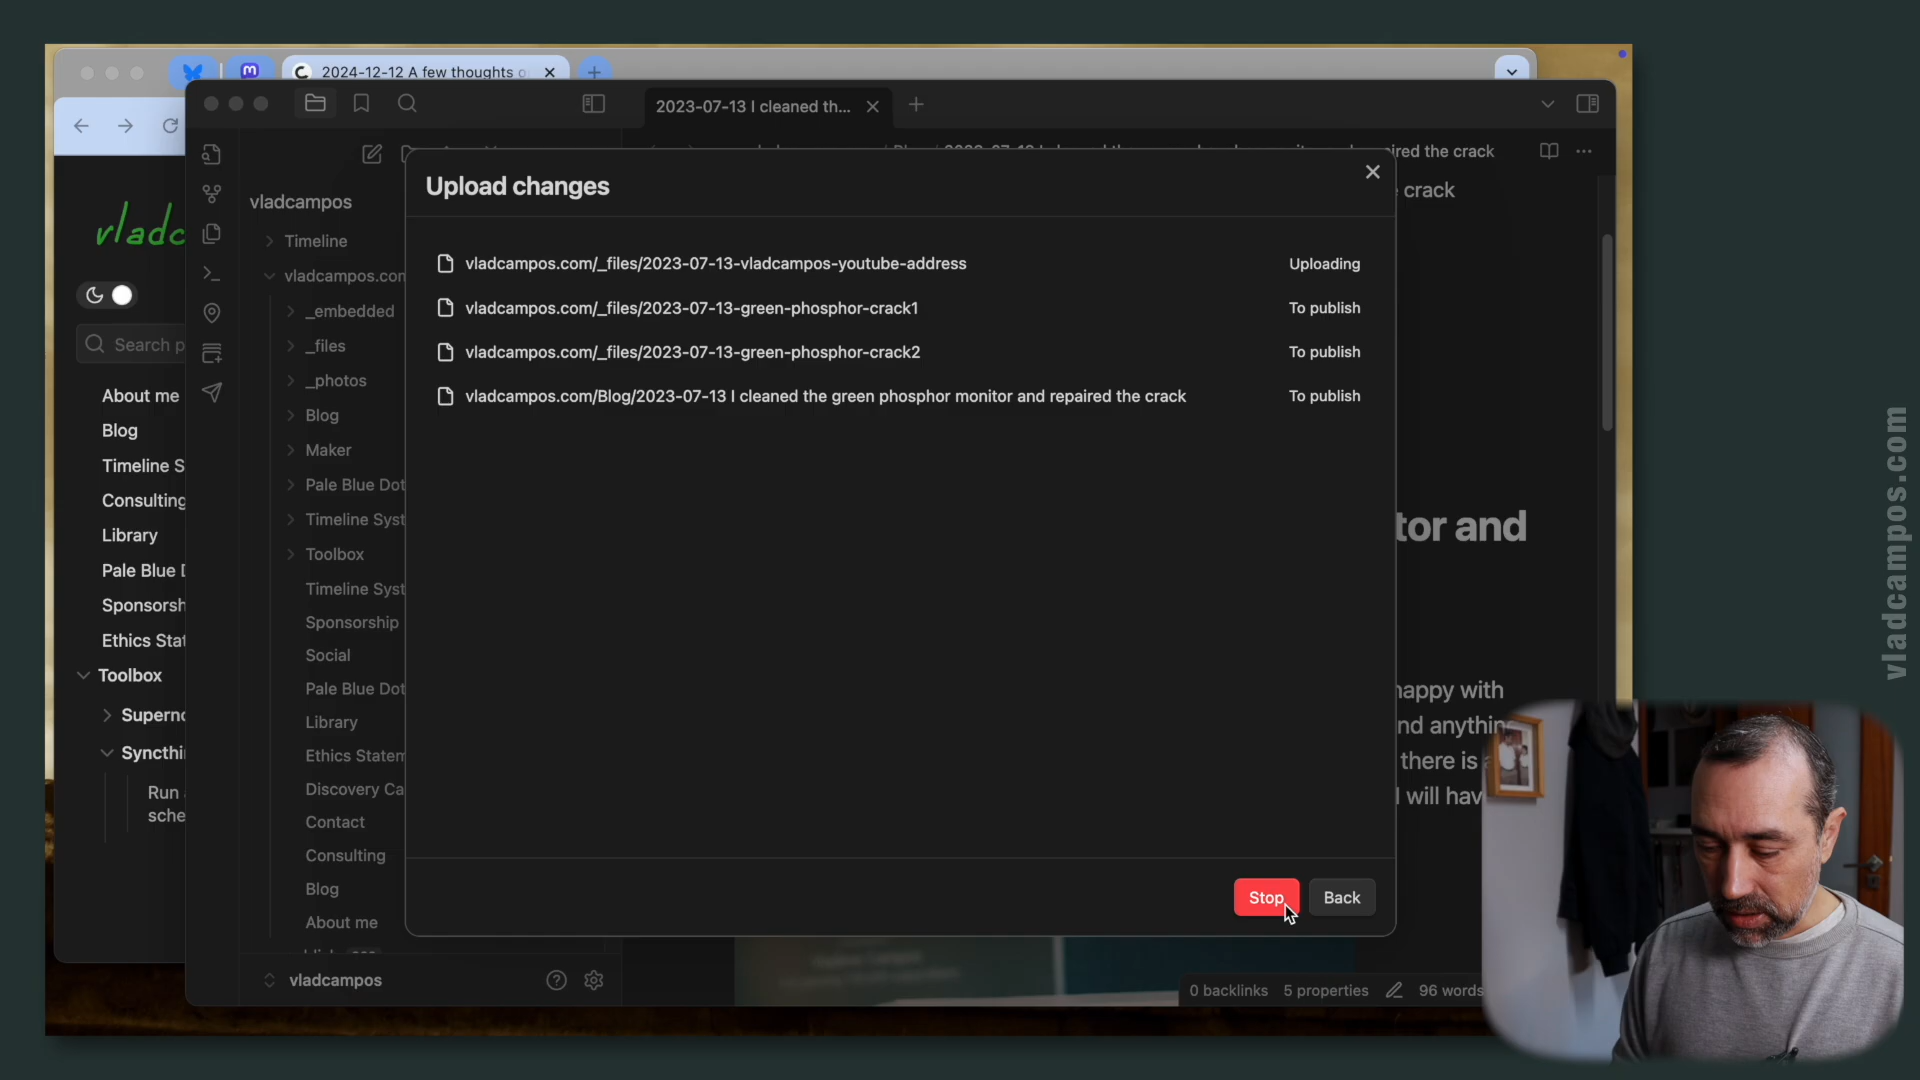 2024-12-12 A few thoughts o
2023-07-13 I cleaned th...
ired the crack
Upload changes
crack
vladcampos
Timeline
vladcampos.com
_embedded
_files
_photos
Blog
Maker
Pale Blue Dot
Timeline Syst
Toolbox
Timeline Syst
Sponsorship
Social
Pale Blue Dot
Library
Ethics Statem
Discovery Ca
Contact
Consulting
Blog
About me
vladcampos
vladc
Search p
About me
Blog
Timeline S
Consulting
Library
Pale Blue D
Sponsorsh
Ethics Stat
Toolbox
Superno
Syncthi
Run
sche
vladcampos.com/_files/2023-07-13-vladcampos-youtube-address Uploading
vladcampos.com/_files/2023-07-13-green-phosphor-crack1 To publish
vladcampos.com/_files/2023-07-13-green-phosphor-crack2 To publish
vladcampos.com/Blog/2023-07-13 I cleaned the green phosphor monitor and repaired the crack To publish
Stop Back
tor and
happy with
nd anythin
there is
I will hav
0 backlinks 5 properties 96 words
vladcampos.com